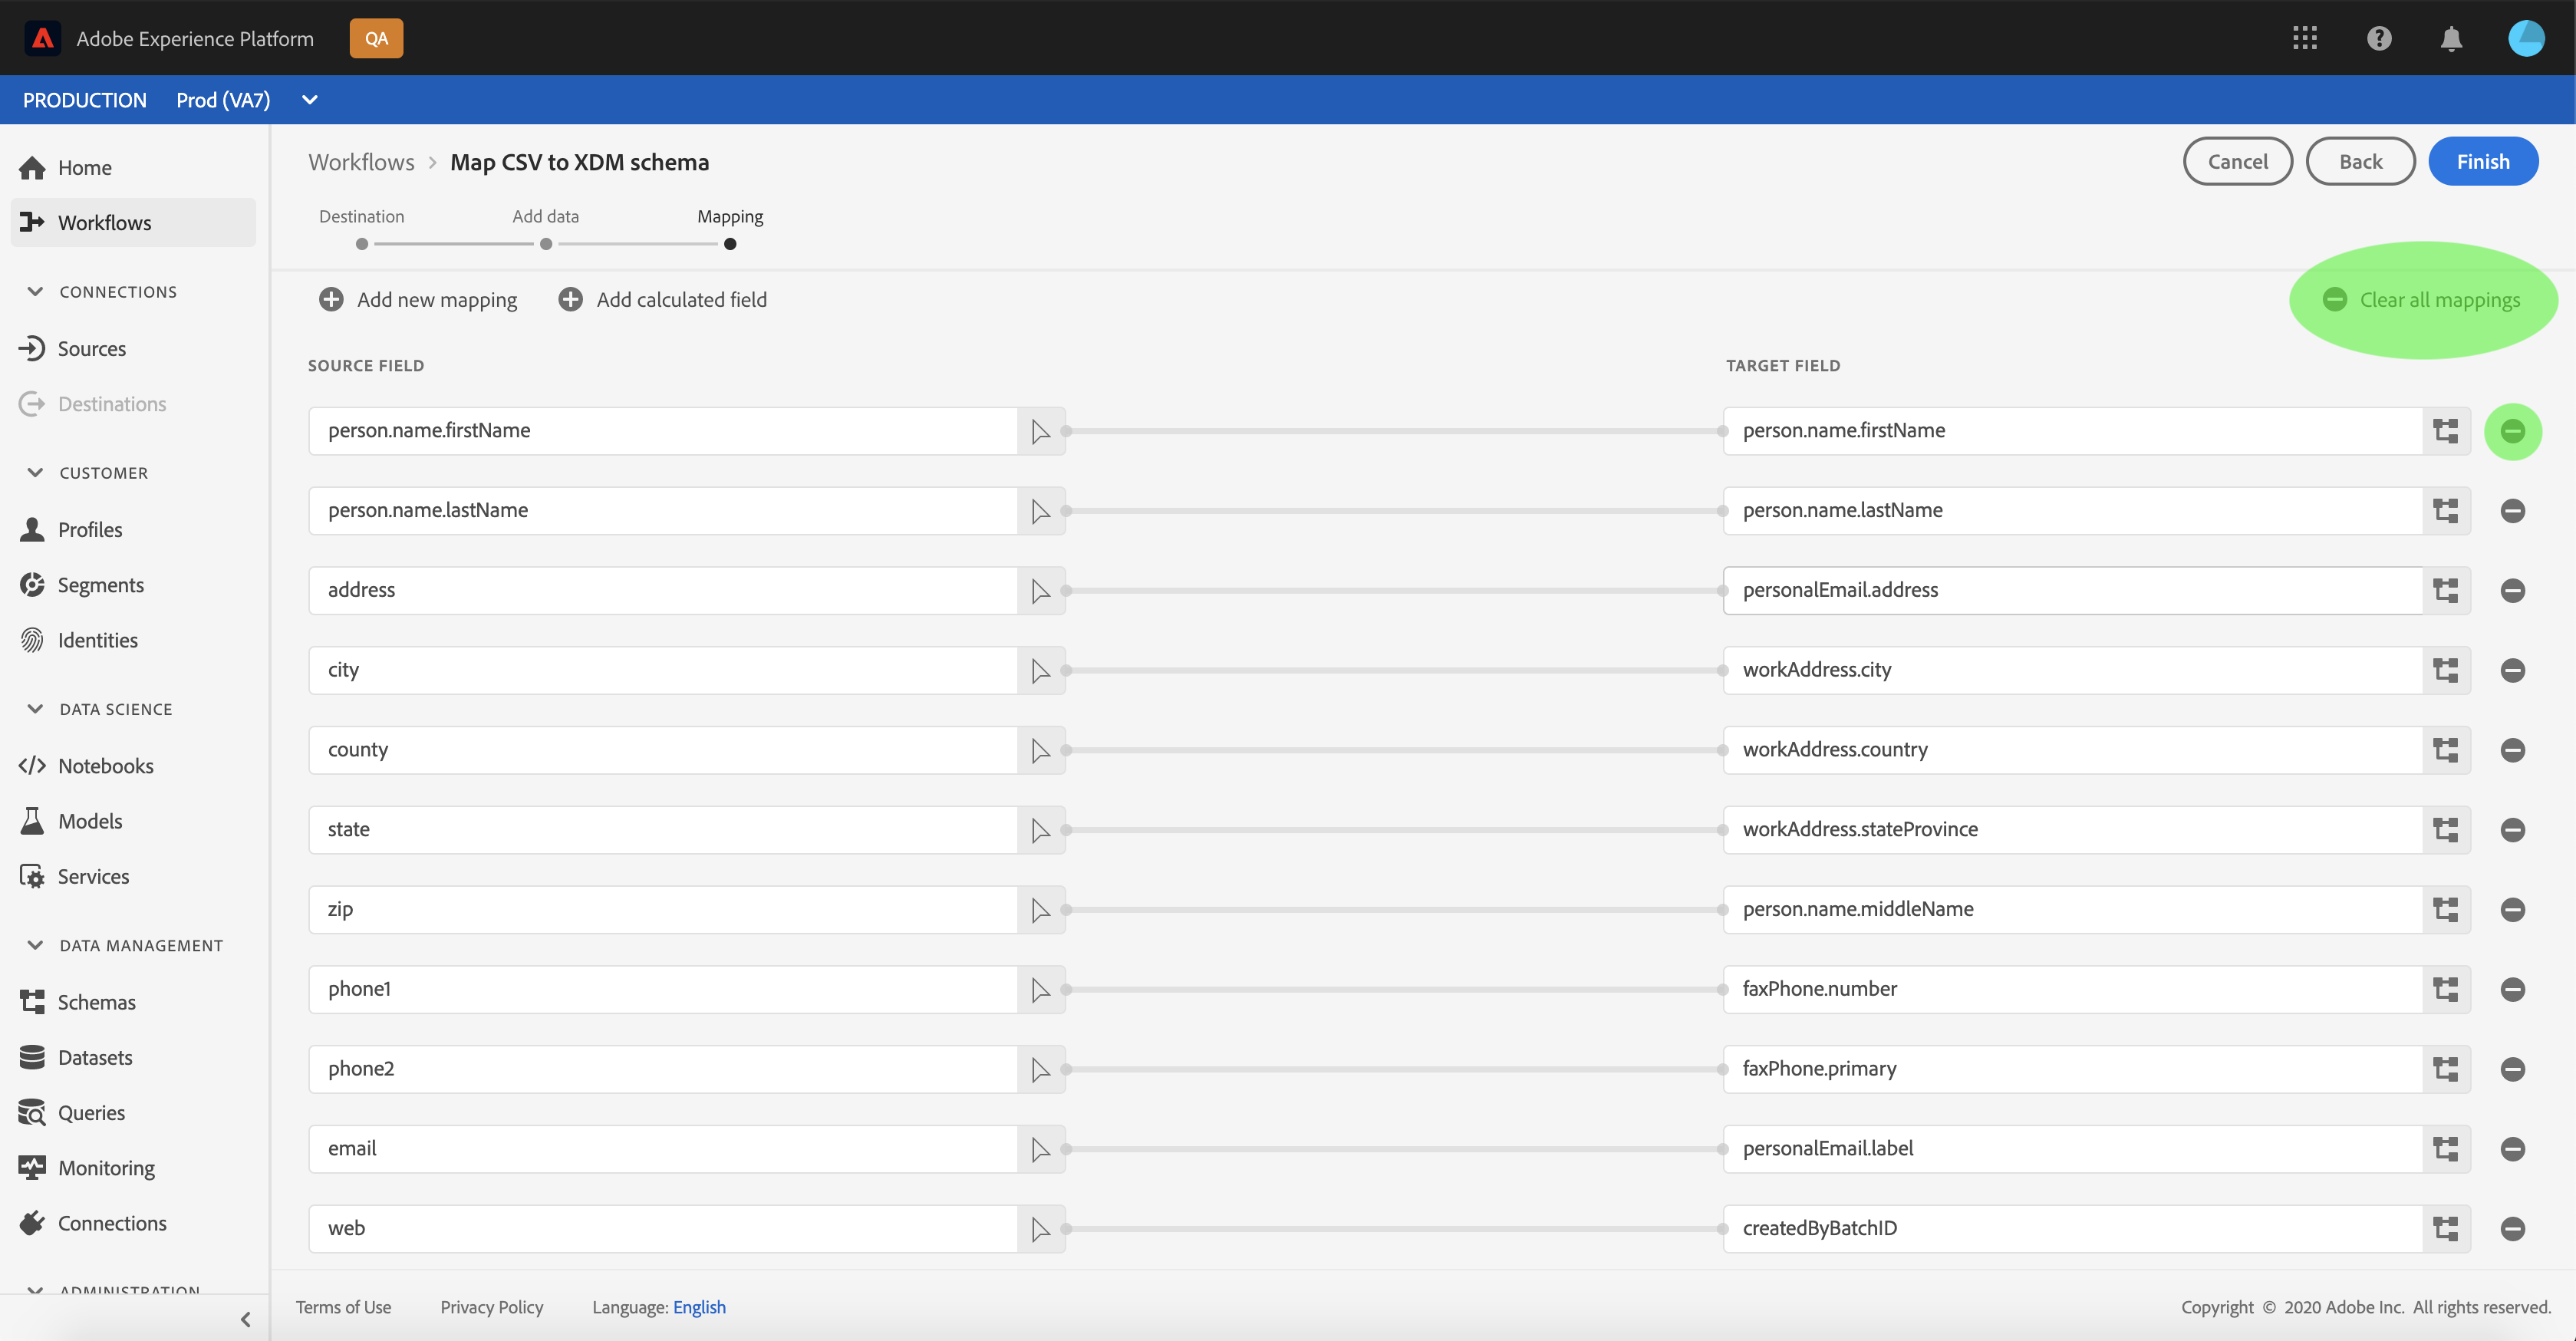 Adobe Experience Platform QA
PRODUCTION Prod (VA7)
Home
Workflows
CONNECTIONS
Sources
Destinations
CUSTOMER
Profiles
Segments
Identities
DATA SCIENCE
Notebooks
Models
Services
DATA MANAGEMENT
Schemas
Datasets
Queries
Monitoring
Connections
ADMINISTRATION
Workflows > Map CSV to XDM schema
Cancel Back Finish
Destination Add data Mapping
Add new mapping Add calculated field Clear all mappings
SOURCE FIELD TARGET FIELD
person.name.firstName person.name.firstName
person.name.lastName person.name.lastName
address personalEmail.address
city workAddress.city
county workAddress.country
state workAddress.stateProvince
zip person.name.middleName
phone1 faxPhone.number
phone2 faxPhone.primary
email personalEmail.label
web createdByBatchID
Terms of Use Privacy Policy Language: English Copyright © 2020 Adobe Inc. All rights reserved.